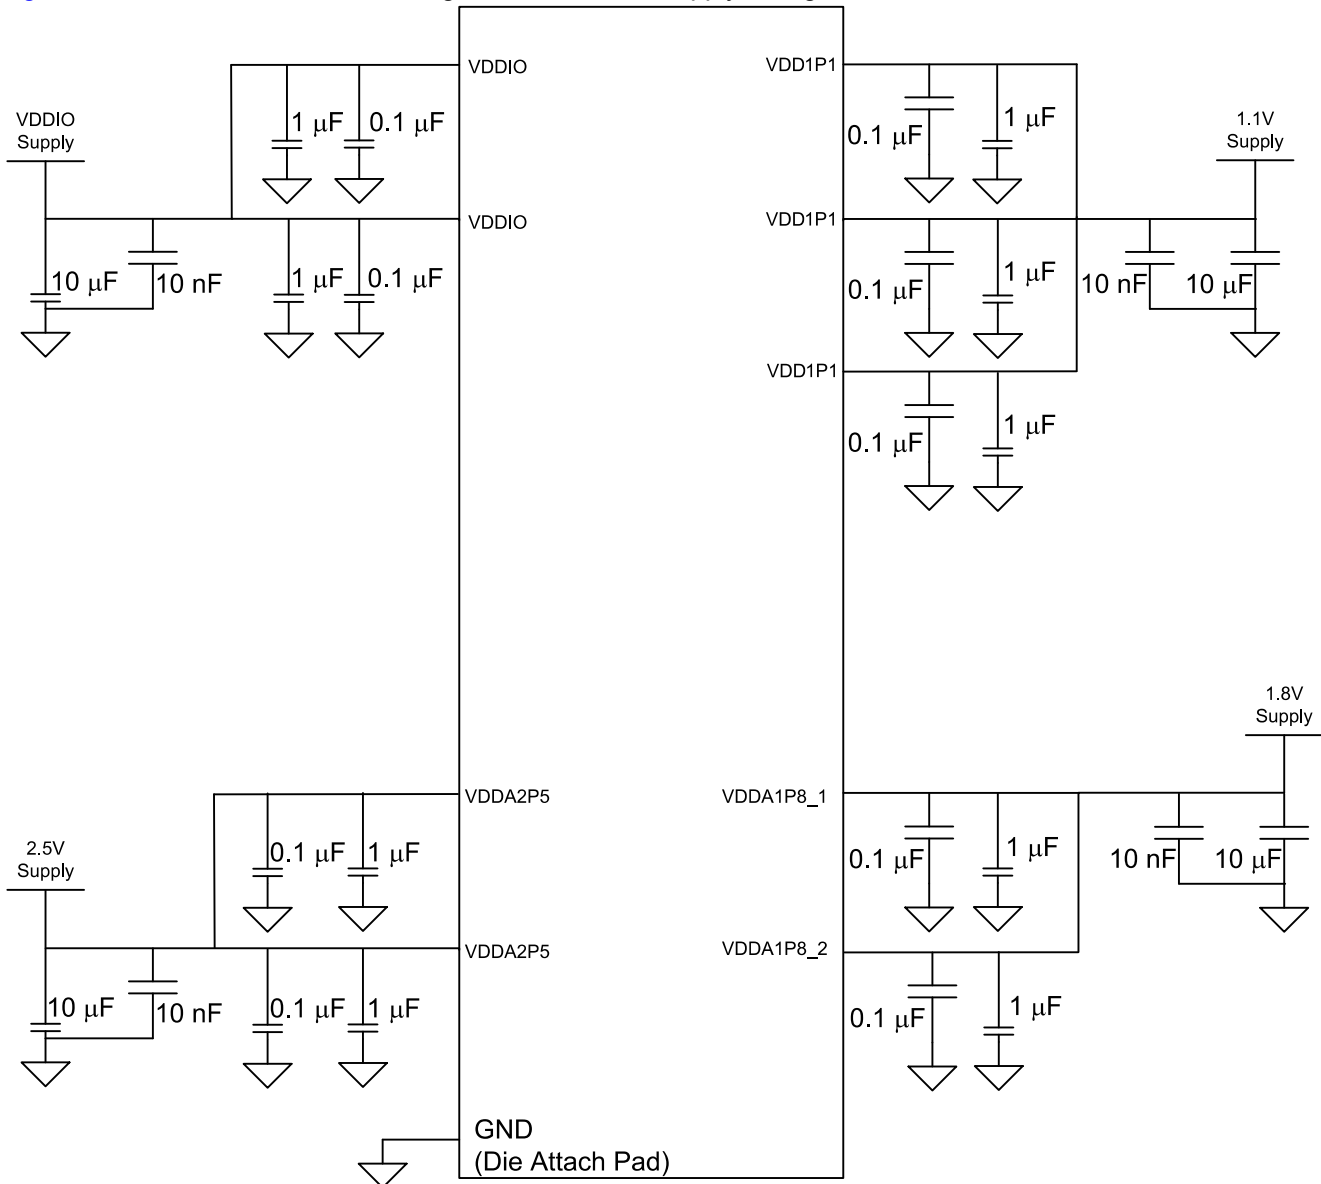 VDDIO
VDD1P1
1 µF
0.1 µF
1 µF
0.1 µF
VDDIO
Supply
1.1V
Supply
VDDIO
VDD1P1
10 µF
10 nF
1 µF
0.1 µF
0.1 µF
1 µF
10 nF
10 µF
VDD1P1
0.1 µF
1 µF
1.8V
Supply
VDDA2P5
VDDA1P8_1
2.5V
Supply
0.1 µF
1 µF
0.1 µF
1 µF
10 nF
10 µF
VDDA2P5
VDDA1P8_2
10 µF
10 nF
0.1 µF
1 µF
0.1 µF
1 µF
GND
(Die Attach Pad)